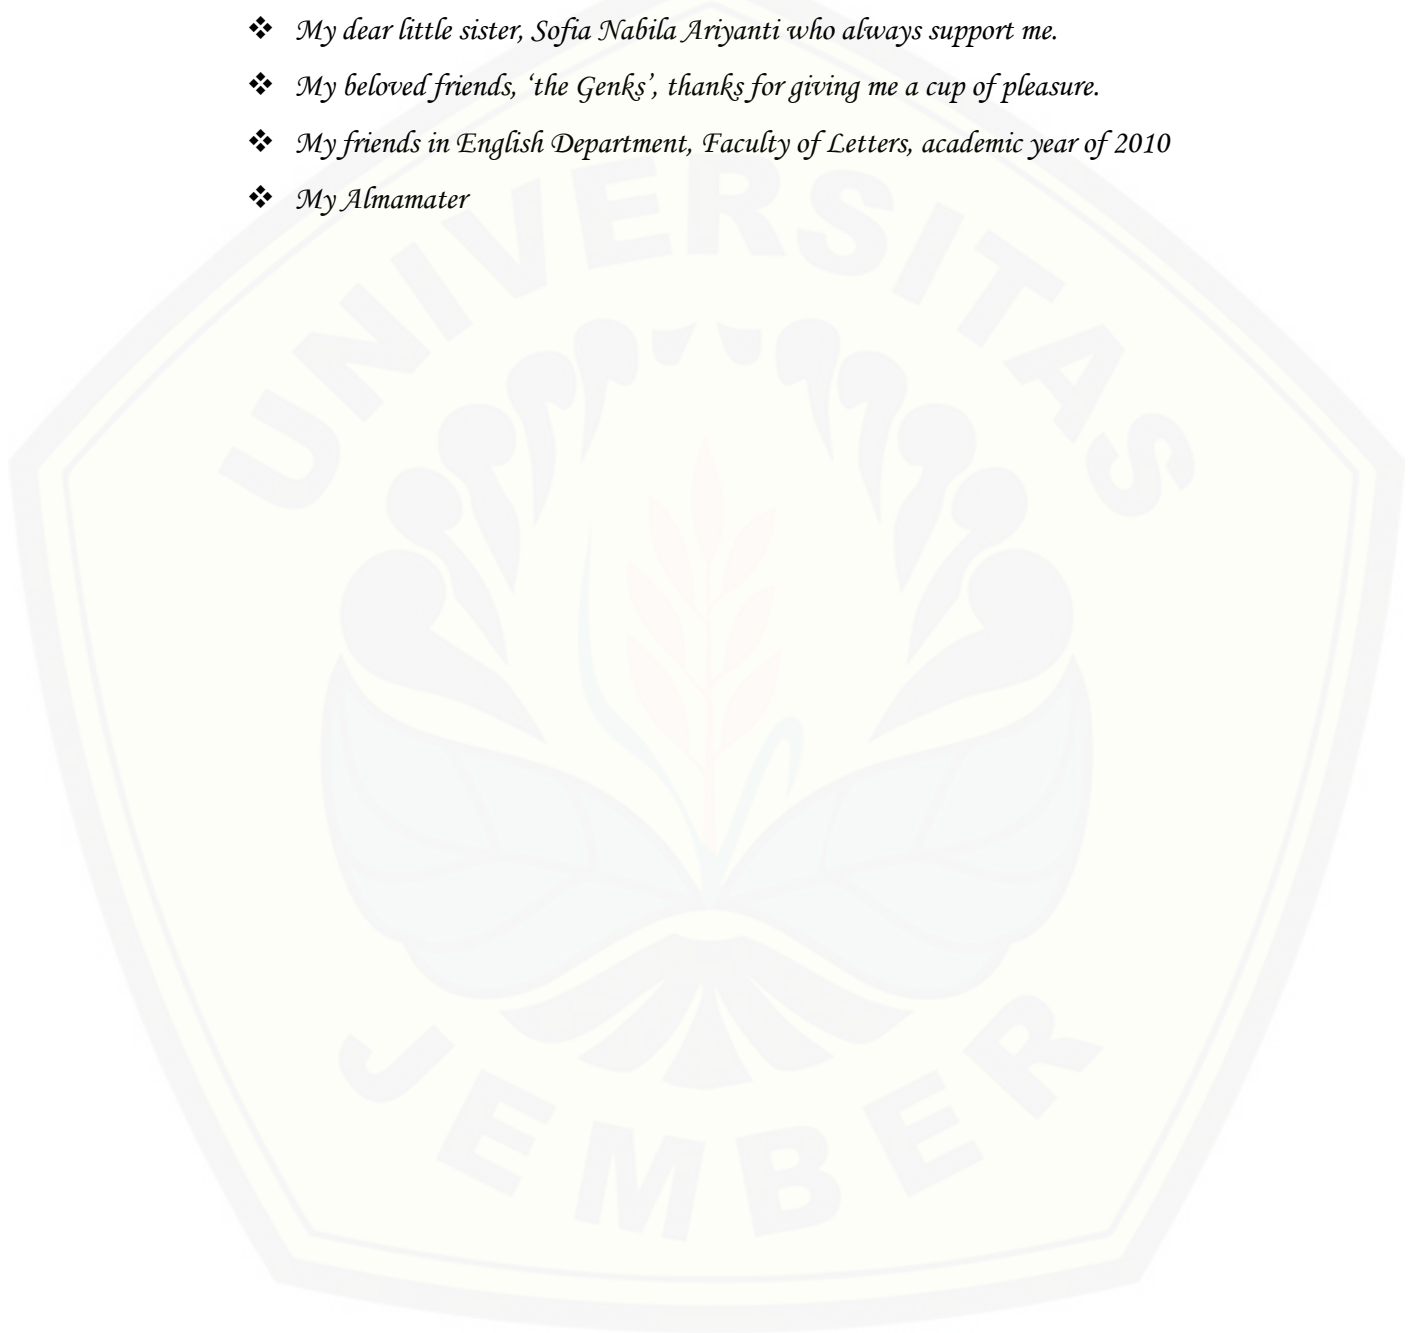 ❖ My dear little sister, Sofia Nabila Ariyanti who always support me.
❖ My beloved friends, ‘the Genks’, thanks for giving me a cup of pleasure.
❖ My friends in English Department, Faculty of Letters, academic year of 2010
❖ My Almamater
UNIVERSITAS
JEMBER